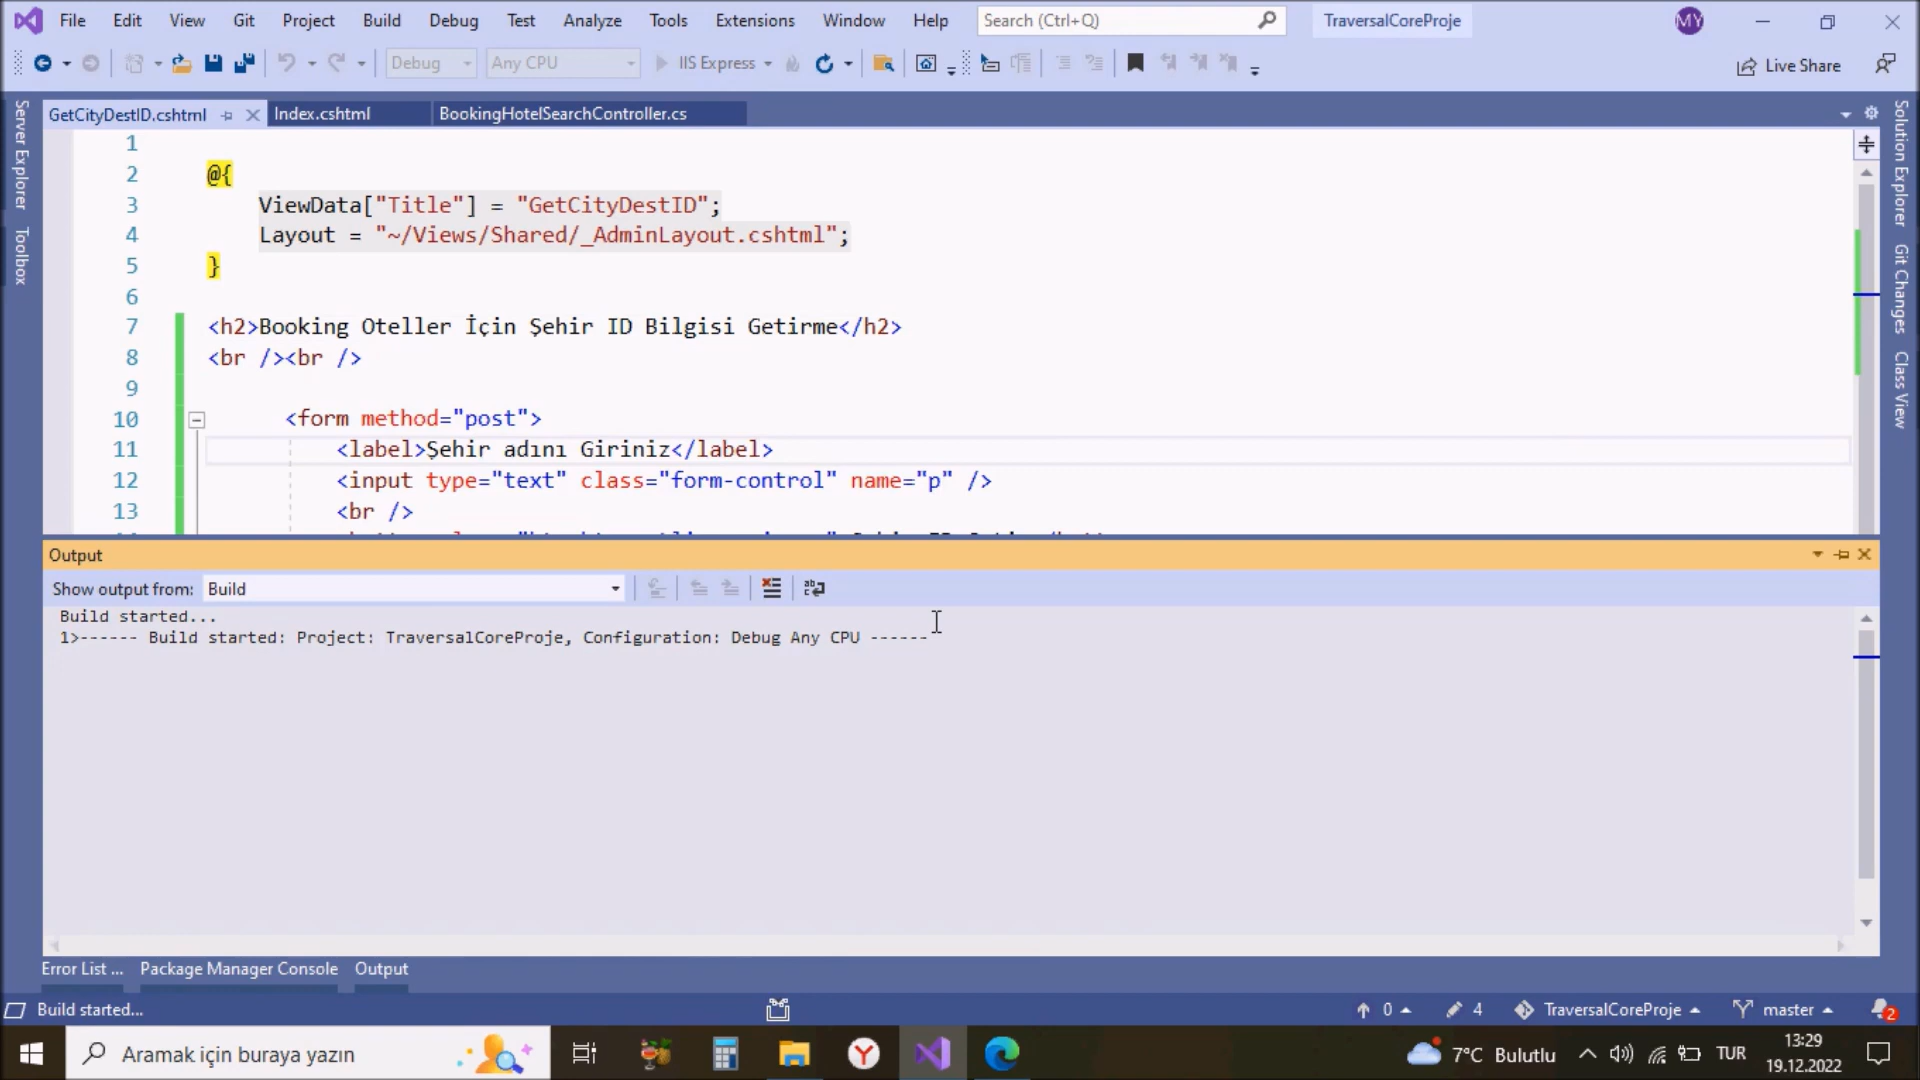 File Edit View Git Project Build Debug Test Analyze Tools Extensions Window Help Search (Ctrl+Q) TraversalCoreProje MY
Debug Any CPU IIS Express Live Share
GetCityDestID.cshtml Index.cshtml BookingHotelSearchController.cs
Server Explorer
Toolbox
Solution Explorer
Git Changes
Class View
1
2 @{
3 ViewData["Title"] = "GetCityDestID";
4 Layout = "~/Views/Shared/_AdminLayout.cshtml";
5 }
6
7 <h2>Booking Oteller İçin Şehir ID Bilgisi Getirme</h2>
8 <br /><br />
9
10 <form method="post">
11 <label>Şehir adını Giriniz</label>
12 <input type="text" class="form-control" name="p" />
13 <br />
Output
Show output from: Build
Build started...
1>------ Build started: Project: TraversalCoreProje, Configuration: Debug Any CPU ------
Error List ... Package Manager Console Output
Build started... 0 4 TraversalCoreProje master 2
Aramak için buraya yazın 7°C Bulutlu TUR 13:29
19.12.2022